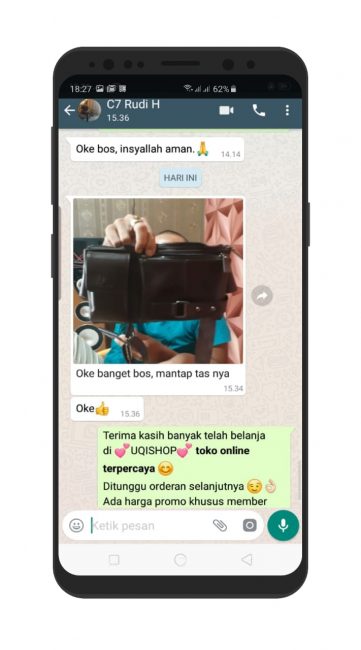 18:27 62%
C7 Rudi H
15.36
Oke bos, insyallah aman.🙏 14.14
HARI INI
Oke banget bos, mantap tas nya
15.34
Oke👍 15.36
Terima kasih banyak telah belanja
di 💕UQISHOP💕 toko online
terpercaya 😊
Ditunggu orderan selanjutnya 😉👌🏻
Ada harga promo khusus member
Ketik pesan